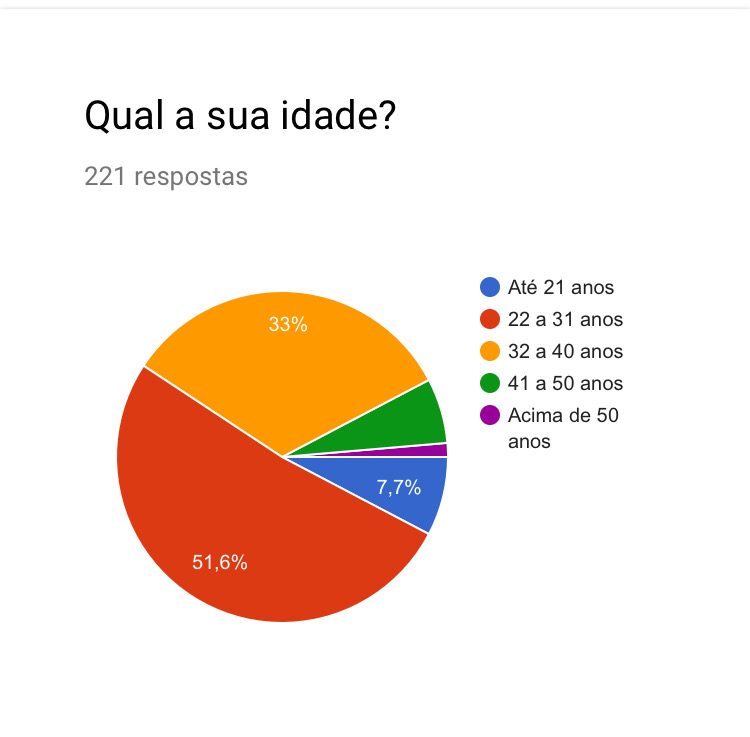 Qual a sua idade?
221 respostas
Até 21 anos
22 a 31 anos
32 a 40 anos
41 a 50 anos
Acima de 50
anos
33%
7,7%
51,6%